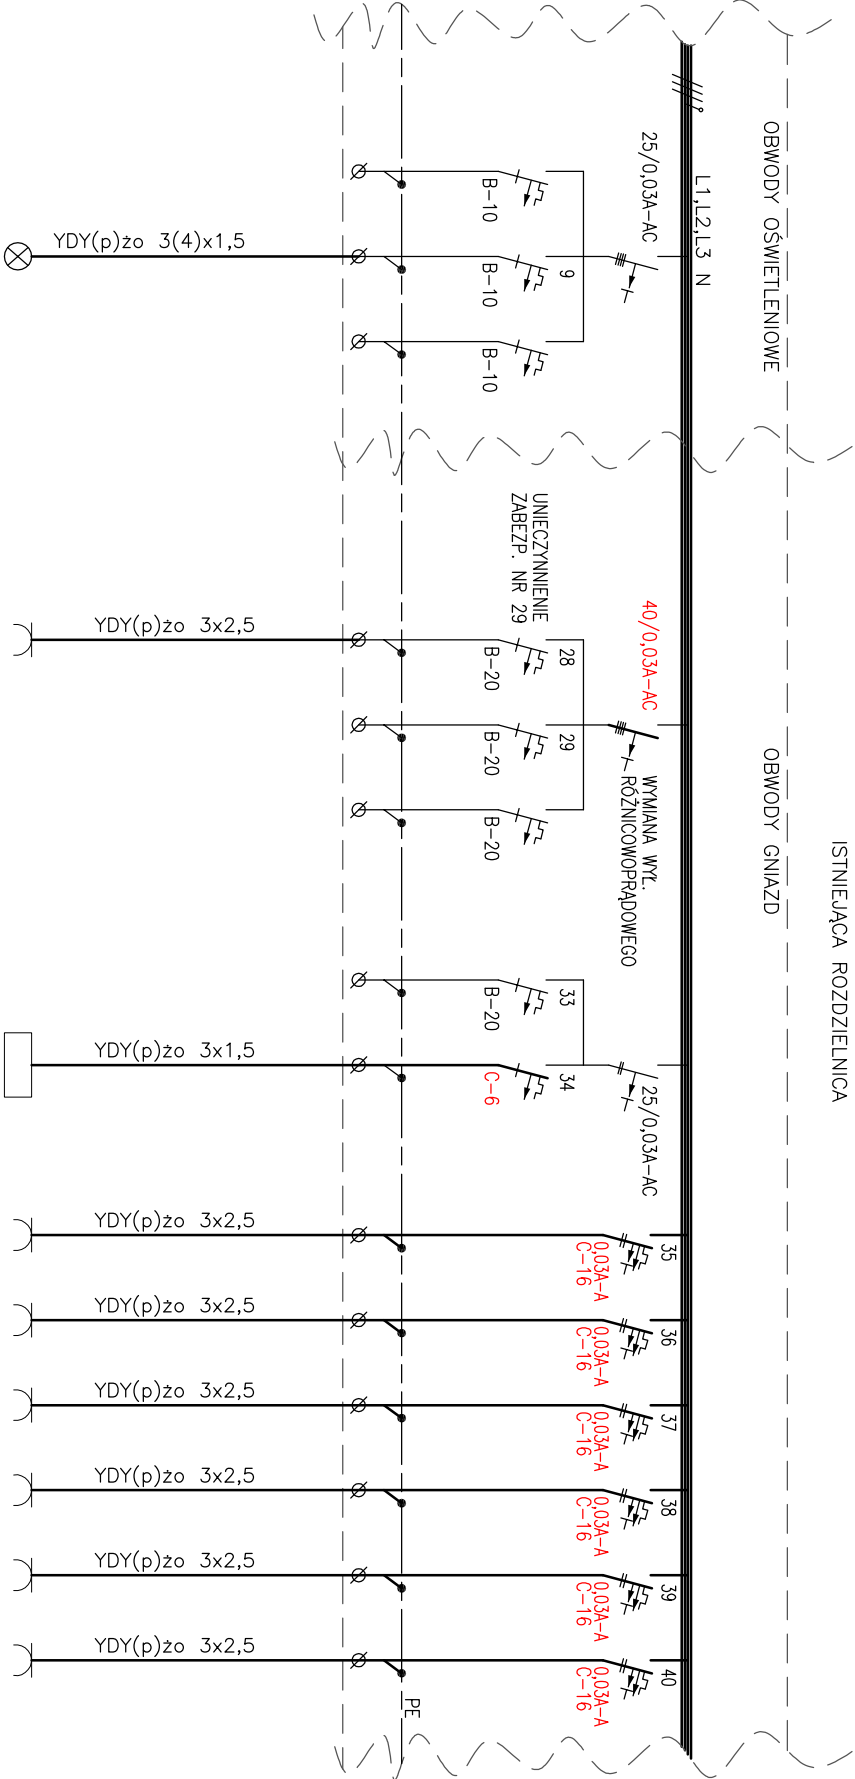 ISTNIEJĄCA ROZDZIELNICA
OBWODY OŚWIETLENIOWE
OBWODY GNIAZD
L1,L2,L3 N
25/0,03A-AC
40/0,03A-AC
WYMIANA WYŁ.
RÓŻNICOWOPRĄDOWEGO
25/0,03A-AC
35
36
37
38
39
40
0,03A-A
C-16
0,03A-A
C-16
0,03A-A
C-16
0,03A-A
C-16
0,03A-A
C-16
0,03A-A
C-16
9
28
29
33
34
UNIECZYNNIENIE
ZABEZP. NR 29
B-10
B-10
B-10
B-20
B-20
B-20
B-20
C-6
PE
YDY(p)żo 3(4)x1,5
YDY(p)żo 3x2,5
YDY(p)żo 3x1,5
YDY(p)żo 3x2,5
YDY(p)żo 3x2,5
YDY(p)żo 3x2,5
YDY(p)żo 3x2,5
YDY(p)żo 3x2,5
YDY(p)żo 3x2,5